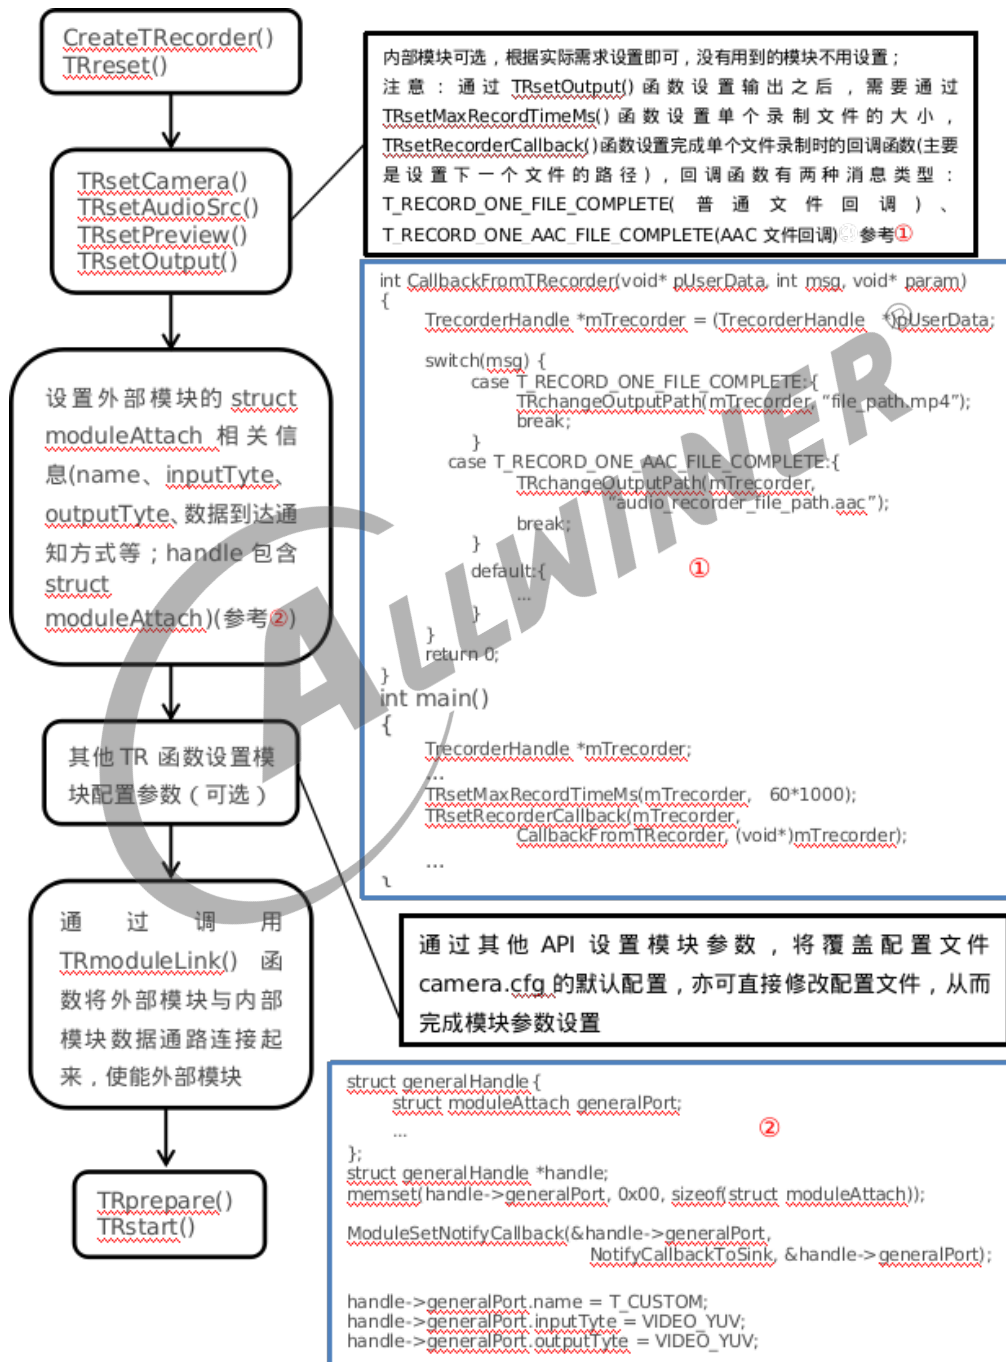 CreateTRecorder()
TRreset()
TRsetCamera()
TRsetAudioSrc()
TRsetPreview()
TRsetOutput()
设置外部模块的 struct
moduleAttach 相关信
息(name、inputTyte、
outputTyte、数据到达通
知方式等；handle 包含
struct
moduleAttach)(参考②)
其他 TR 函数设置模
块配置参数（可选）
通过调用
TRmoduleLink() 函
数将外部模块与内部
模块数据通路连接起
来，使能外部模块
TRprepare()
TRstart()
内部模块可选，根据实际需求设置即可，没有用到的模块不用设置；
注意：通过 TRsetOutput()函数设置输出之后，需要通过
TRsetMaxRecordTimeMs()函数设置单个录制文件的大小，
TRsetRecorderCallback()函数设置完成单个文件录制时的回调函数(主要
是设置下一个文件的路径)，回调函数有两种消息类型：
T_RECORD_ONE_FILE_COMPLETE(普通文件回调)、
T_RECORD_ONE_AAC_FILE_COMPLETE(AAC 文件回调) 参考①
int CallbackFromTRecorder(void* pUserData, int msg, void* param)
{
TrecorderHandle *mTrecorder = (TrecorderHandle *)pUserData;
switch(msg) {
case T_RECORD_ONE_FILE_COMPLETE:{
TRchangeOutputPath(mTrecorder, “file_path.mp4”);
break;
}
case T_RECORD_ONE_AAC_FILE_COMPLETE:{
TRchangeOutputPath(mTrecorder,
“audio_recorder_file_path.aac”);
break;
}
default:{
...
}
}
return 0;
}
①
int main()
{
TrecorderHandle *mTrecorder;
...
TRsetMaxRecordTimeMs(mTrecorder, 60*1000);
TRsetRecorderCallback(mTrecorder,
CallbackFromTRecorder, (void*)mTrecorder);
...
}
通过其他 API 设置模块参数，将覆盖配置文件
camera.cfg 的默认配置，亦可直接修改配置文件，从而
完成模块参数设置
struct generalHandle{
struct moduleAttach generalPort;
...
};
②
struct generalHandle *handle;
memset(handle->generalPort, 0x00, sizeof(struct moduleAttach));
ModuleSetNotifyCallback(&handle->generalPort,
NotifyCallbackToSink, &handle->generalPort);
handle->generalPort.name = T_CUSTOM;
handle->generalPort.inputTyte = VIDEO_YUV;
handle->generalPort.outputTyte = VIDEO_YUV;
ALLWINNER®